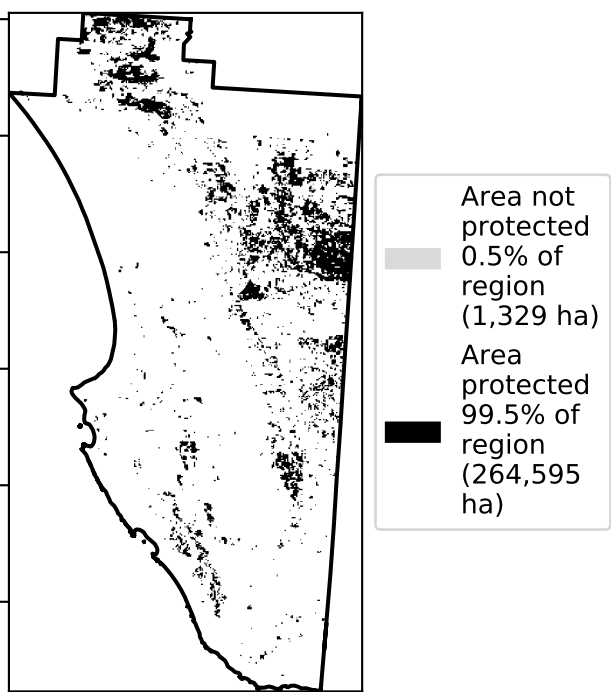 Area not
protected
0.5% of
region
(1,329 ha)
Area
protected
99.5% of
region
(264,595
ha)